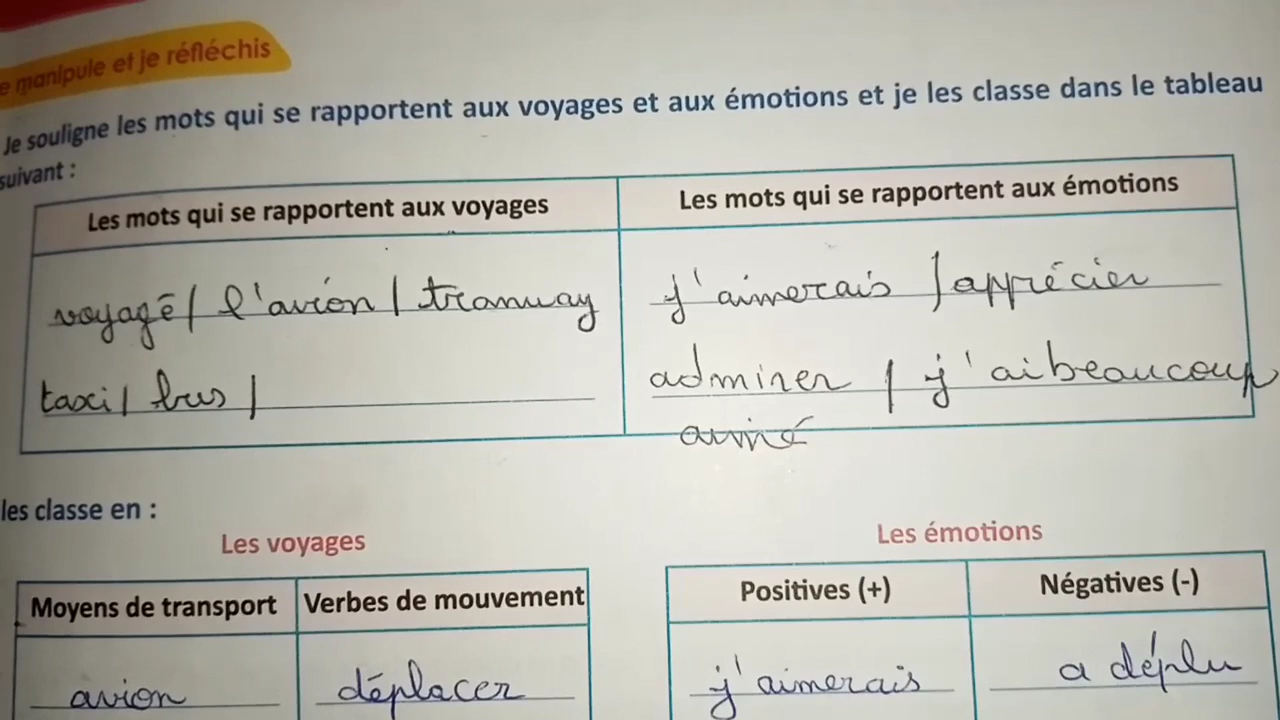 e manipule et je réfléchis
Je souligne les mots qui se rapportent aux voyages et aux émotions et je les classe dans le tableau
suivant :
Les mots qui se rapportent aux voyages
Les mots qui se rapportent aux émotions
voyagé / l'avion / tramway
taxi / bus /
j'aimerais / apprécier
admirer / j'ai beaucoup
aimé
les classe en :
Les voyages
Les émotions
Moyens de transport
Verbes de mouvement
Positives (+)
Négatives (-)
avion
déplacer
j'aimerais
a déplu